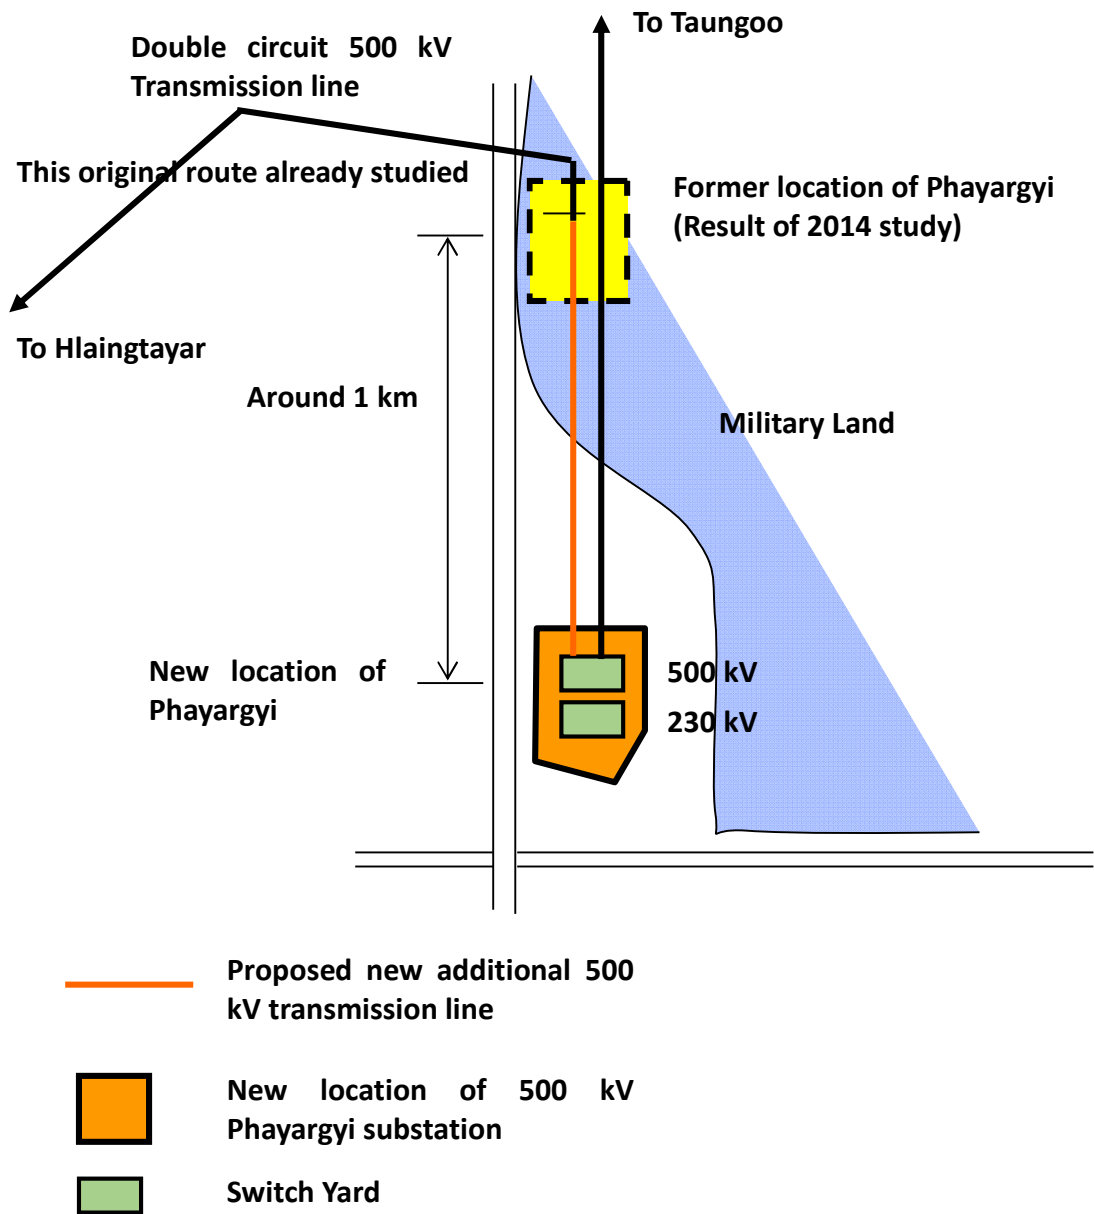 To Taungoo
Double circuit 500 kV
Transmission line
This original route already studied
Former location of Phayargyi
(Result of 2014 study)
To Hlaingtayar
Around 1 km
Military Land
New location of
Phayargyi
500 kV
230 kV
Proposed new additional 500
kV transmission line
New location of 500 kV
Phayargyi substation
Switch Yard